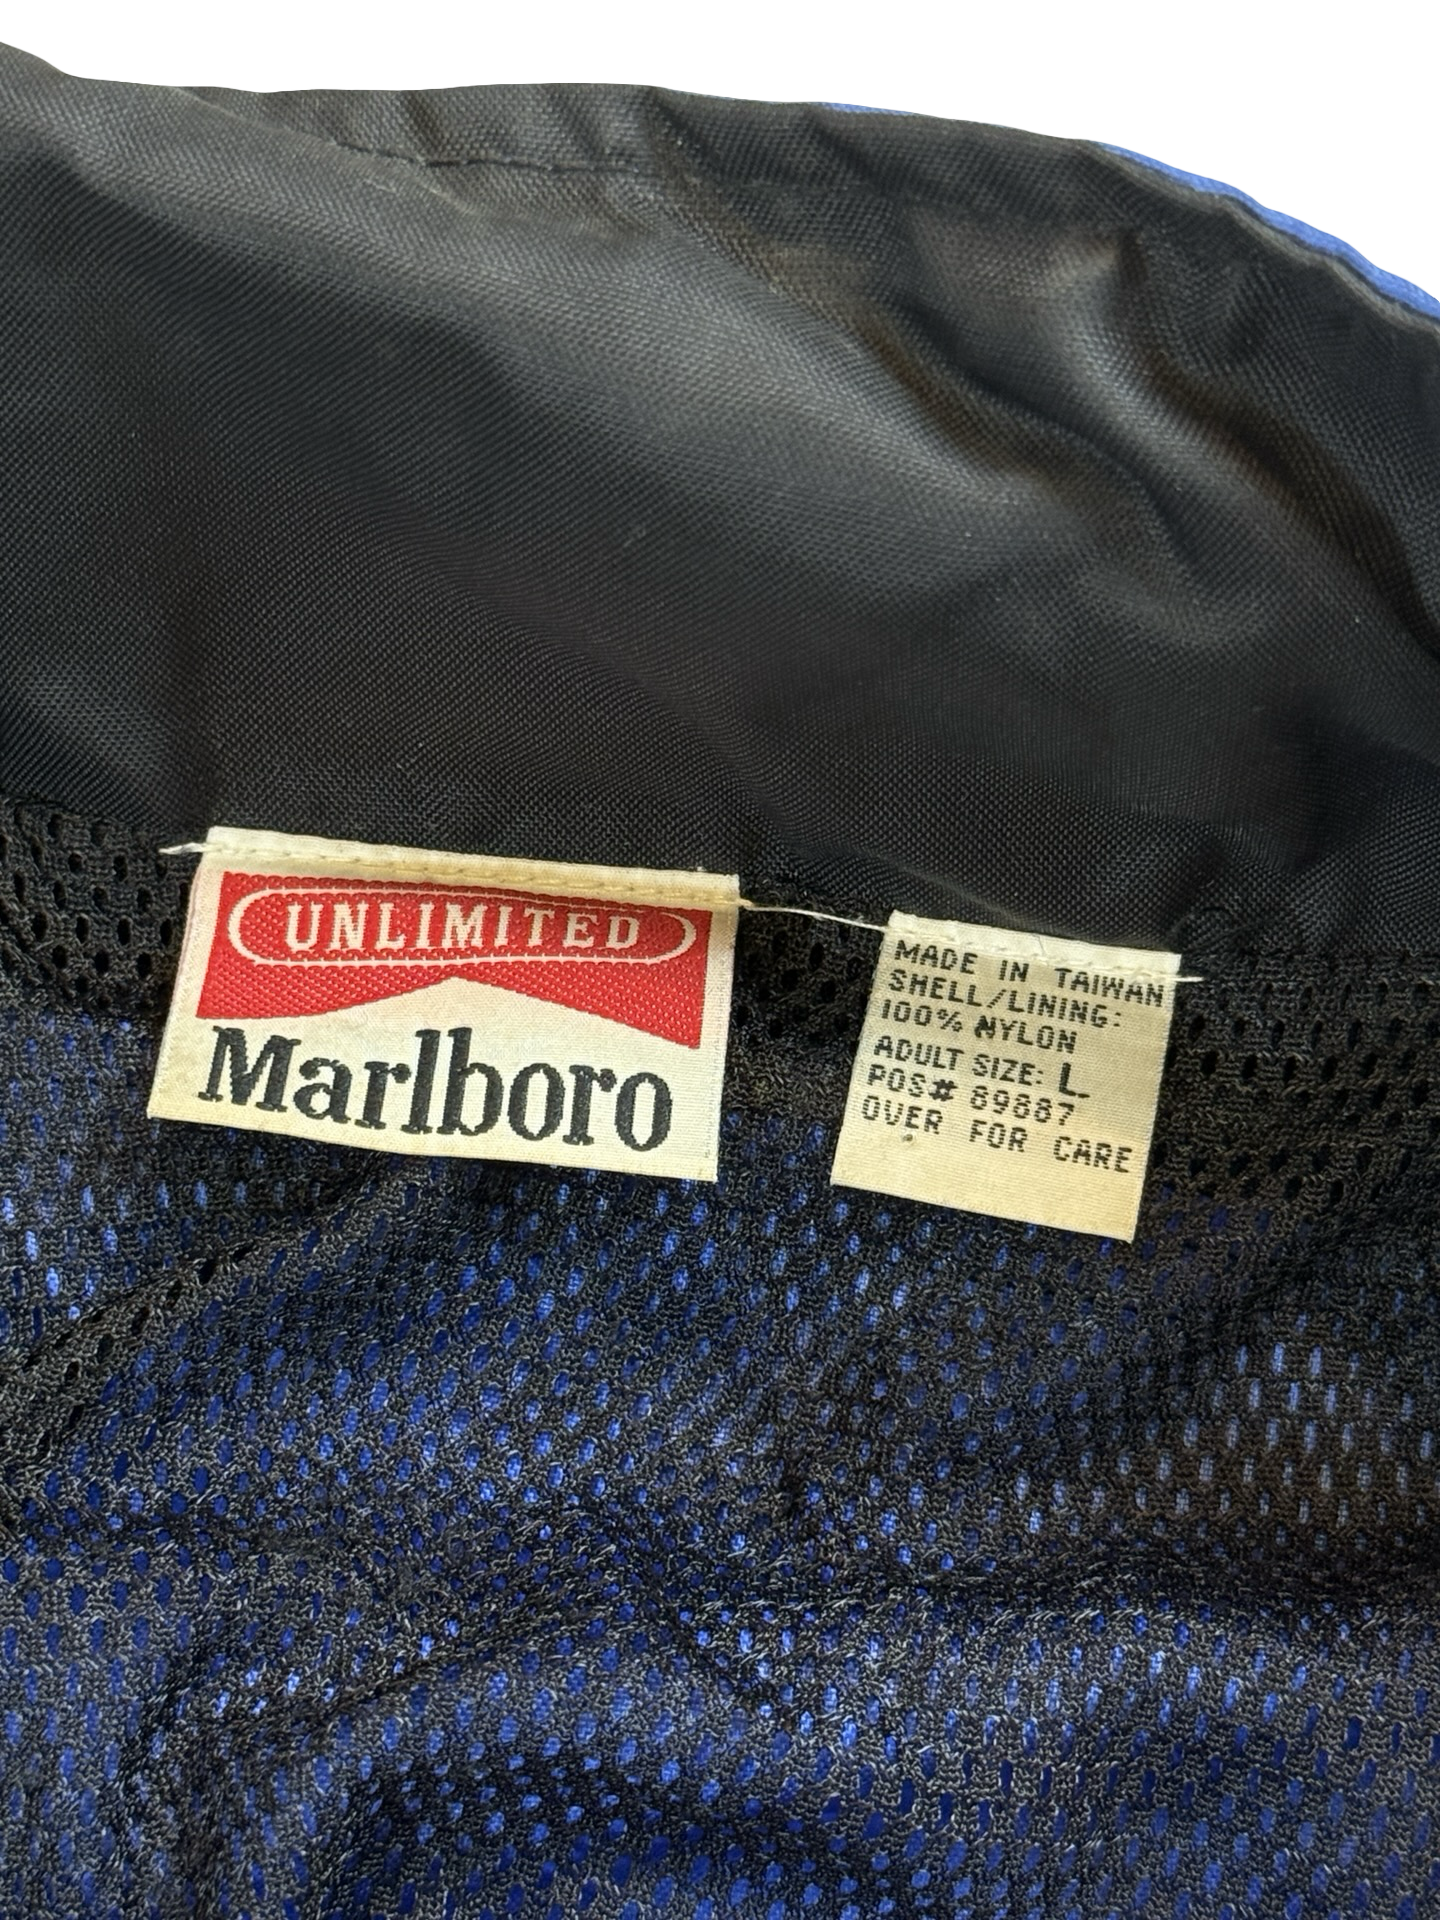 UNLIMITED
Marlboro
MADE IN TAIWAN
SHELL/LINING:
100% NYLON
ADULT SIZE: L
POS# 89887
OVER FOR CARE